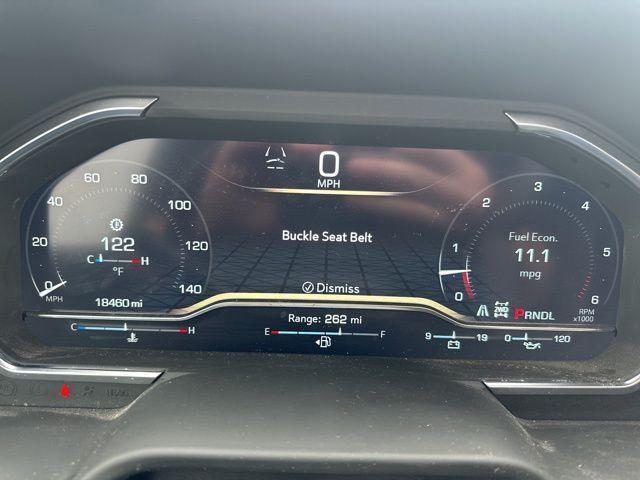 0
MPH
60 80
40 100
20 120
0 140
MPH
122
C H
°F
18460 mi
Buckle Seat Belt
Dismiss
Range: 262 mi
C H
E F
Fuel Econ.
11.1
mpg
0 1 2 3 4 5 6
RPM
x1000
2WD
PRNDL
9 19
0 120